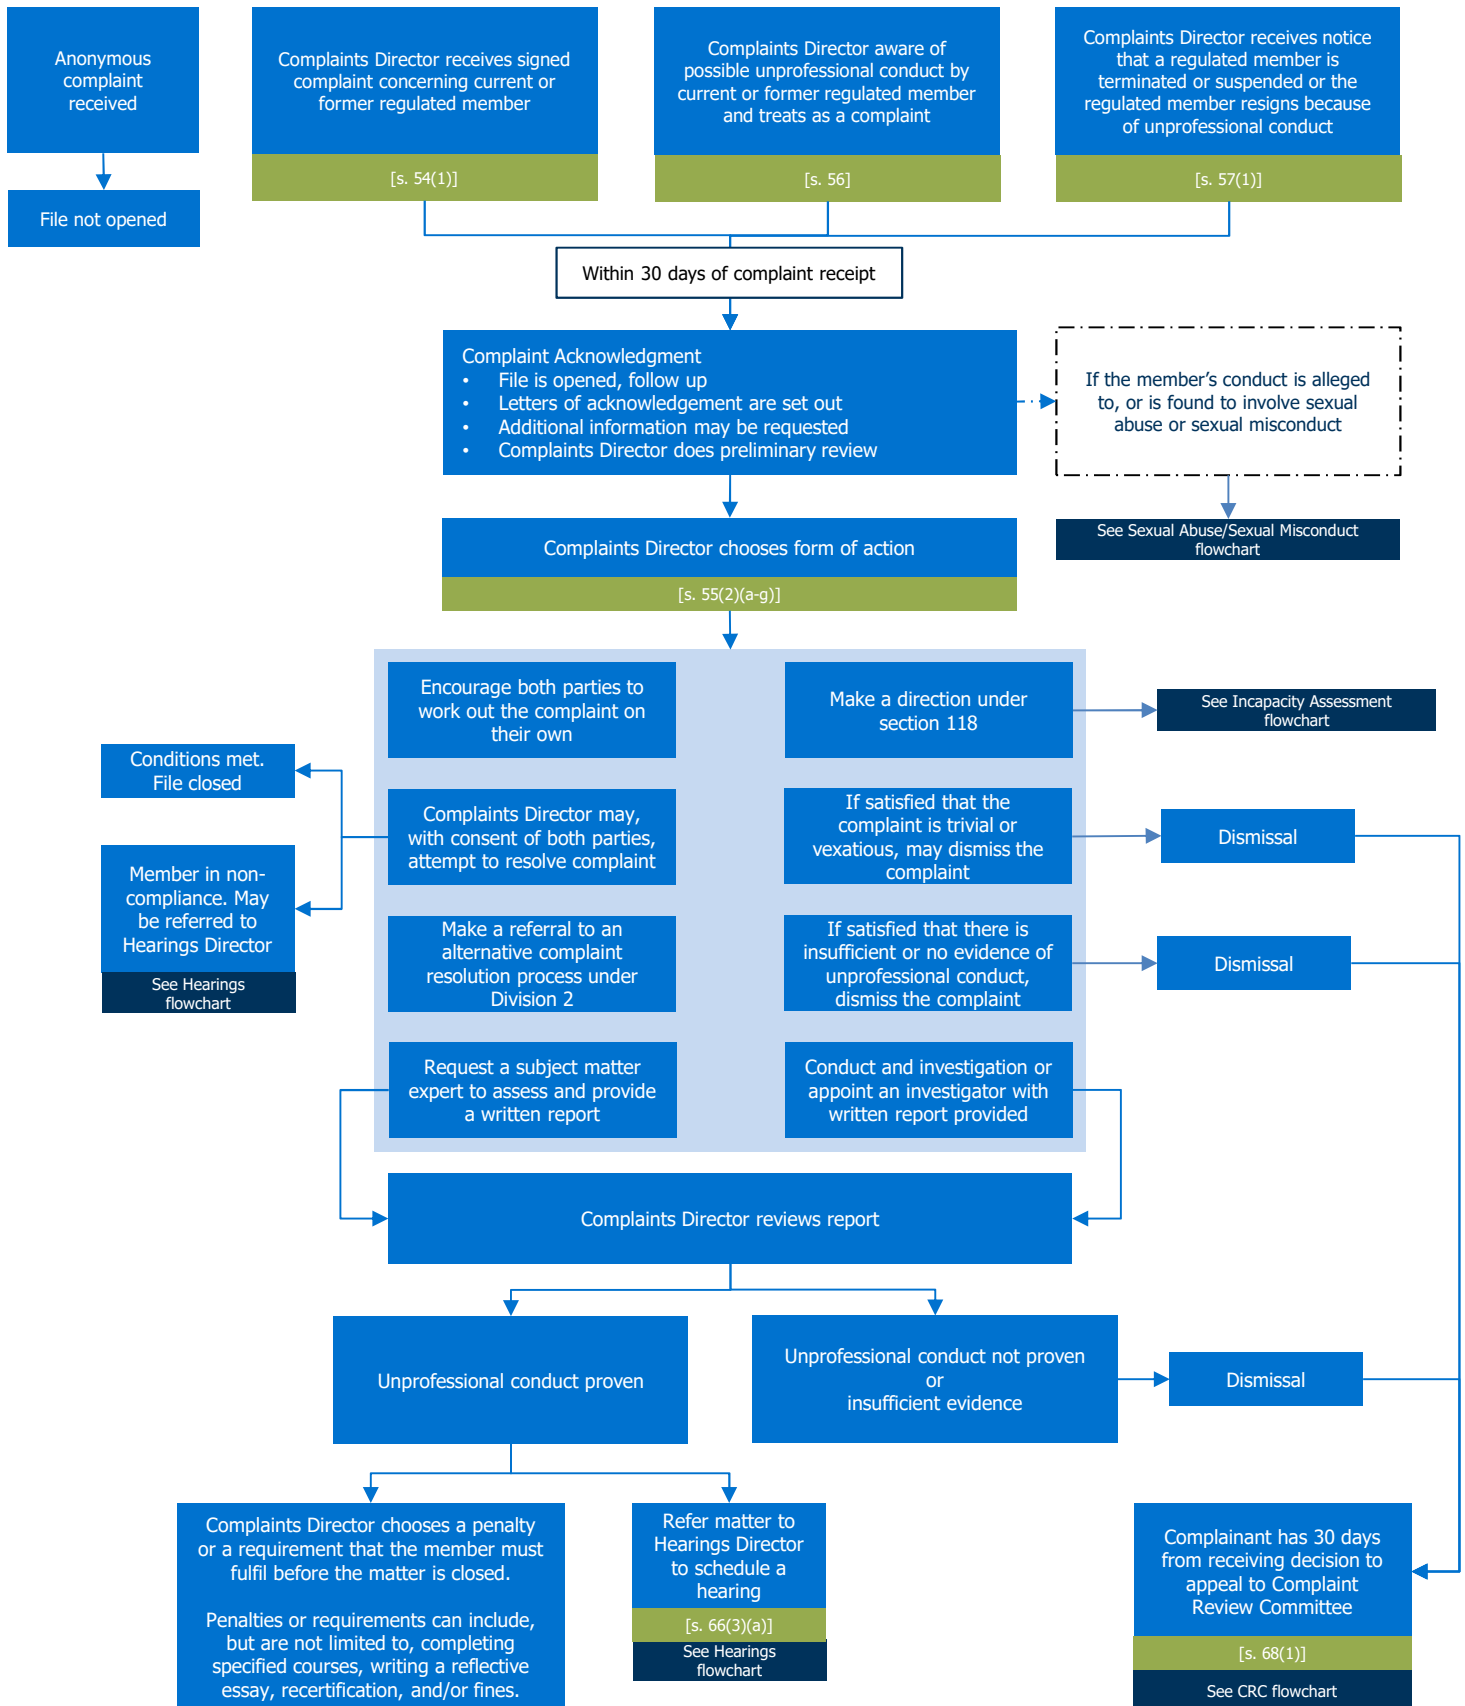 Anonymous
complaint
received
File not opened
Complaints Director receives signed
complaint concerning current or
former regulated member
[s. 54(1)]
Complaints Director aware of
possible unprofessional conduct by
current or former regulated member
and treats as a complaint
[s. 56]
Complaints Director receives notice
that a regulated member is
terminated or suspended or the
regulated member resigns because
of unprofessional conduct
[s. 57(1)]
Within 30 days of complaint receipt
Complaint Acknowledgment
• File is opened, follow up
• Letters of acknowledgement are set out
• Additional information may be requested
• Complaints Director does preliminary review
If the member’s conduct is alleged
to, or is found to involve sexual
abuse or sexual misconduct
See Sexual Abuse/Sexual Misconduct
flowchart
Complaints Director chooses form of action
[s. 55(2)(a-g)]
Encourage both parties to
work out the complaint on
their own
Make a direction under
section 118
See Incapacity Assessment
flowchart
Conditions met.
File closed
Complaints Director may,
with consent of both parties,
attempt to resolve complaint
If satisfied that the
complaint is trivial or
vexatious, may dismiss the
complaint
Dismissal
Member in non-
compliance. May
be referred to
Hearings Director
See Hearings
flowchart
Make a referral to an
alternative complaint
resolution process under
Division 2
If satisfied that there is
insufficient or no evidence of
unprofessional conduct,
dismiss the complaint
Dismissal
Request a subject matter
expert to assess and provide
a written report
Conduct and investigation or
appoint an investigator with
written report provided
Complaints Director reviews report
Unprofessional conduct proven
Unprofessional conduct not proven
or
insufficient evidence
Dismissal
Complaints Director chooses a penalty
or a requirement that the member must
fulfil before the matter is closed.
Penalties or requirements can include,
but are not limited to, completing
specified courses, writing a reflective
essay, recertification, and/or fines.
Refer matter to
Hearings Director
to schedule a
hearing
[s. 66(3)(a)]
See Hearings
flowchart
Complainant has 30 days
from receiving decision to
appeal to Complaint
Review Committee
[s. 68(1)]
See CRC flowchart